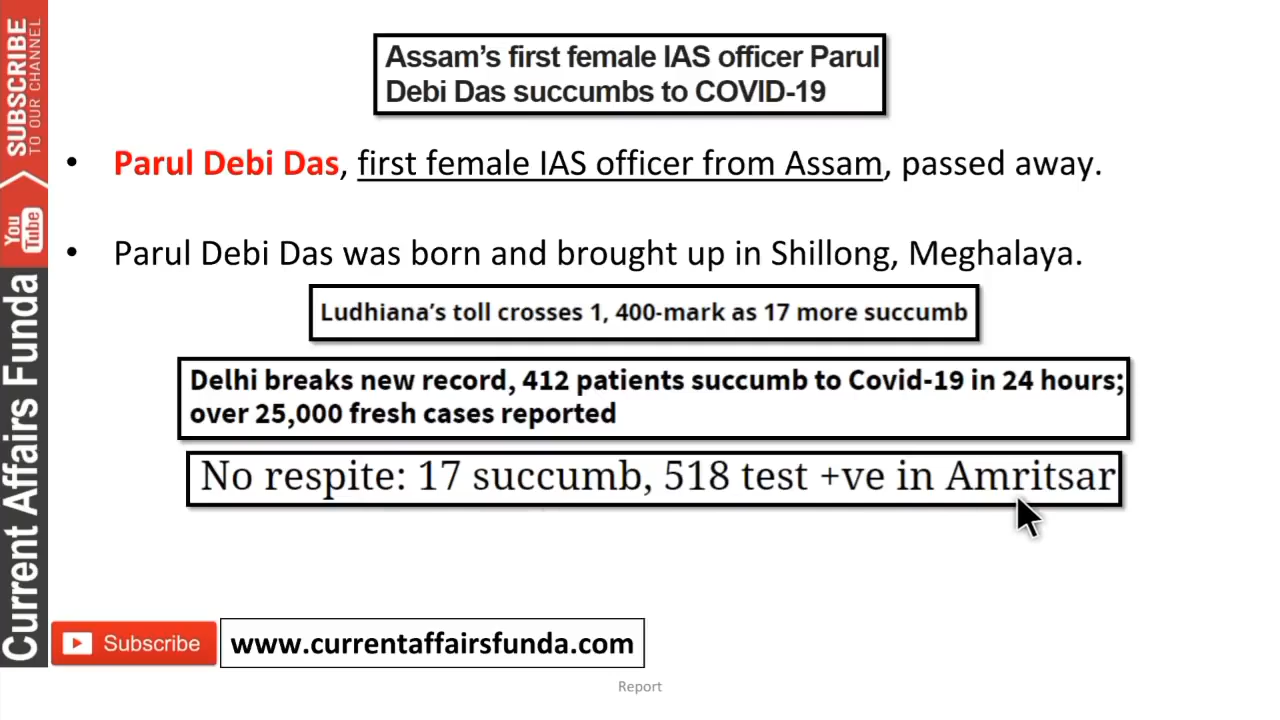 Assam's first female IAS officer Parul
Debi Das succumbs to COVID-19
• Parul Debi Das, first female IAS officer from Assam, passed away.
• Parul Debi Das was born and brought up in Shillong, Meghalaya.
Ludhiana's toll crosses 1, 400-mark as 17 more succumb
Delhi breaks new record, 412 patients succumb to Covid-19 in 24 hours;
over 25,000 fresh cases reported
No respite: 17 succumb, 518 test +ve in Amritsar
SUBSCRIBE
TO OUR CHANNEL
You
Tube
Current Affairs Funda
Subscribe
www.currentaffairsfunda.com
Report